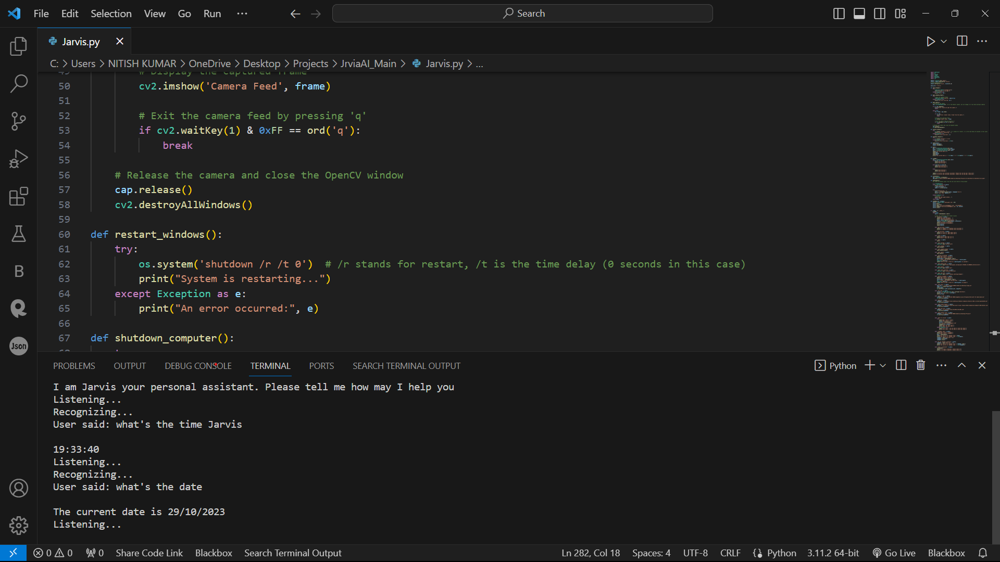 File Edit Selection View Go Run ··· Search
Jarvis.py
C: > Users > NITISH KUMAR > OneDrive > Desktop > Projects > JrviaAI_Main > Jarvis.py > ...
49 # Display the captured frame
50 cv2.imshow('Camera Feed', frame)
51
52 # Exit the camera feed by pressing 'q'
53 if cv2.waitKey(1) & 0xFF == ord('q'):
54 break
55
56 # Release the camera and close the OpenCV window
57 cap.release()
58 cv2.destroyAllWindows()
59
60 def restart_windows():
61 try:
62 os.system('shutdown /r /t 0') # /r stands for restart, /t is the time delay (0 seconds in this case)
63 print("System is restarting...")
64 except Exception as e:
65 print("An error occurred:", e)
66
67 def shutdown_computer():
B
Json
PROBLEMS OUTPUT DEBUG CONSOLE TERMINAL PORTS SEARCH TERMINAL OUTPUT Python
I am Jarvis your personal assistant. Please tell me how may I help you
Listening...
Recognizing...
User said: what's the time Jarvis
19:33:40
Listening...
Recognizing...
User said: what's the date
The current date is 29/10/2023
Listening...
0 0 0 Share Code Link Blackbox Search Terminal Output Ln 282, Col 18 Spaces: 4 UTF-8 CRLF {} Python 3.11.2 64-bit Go Live Blackbox